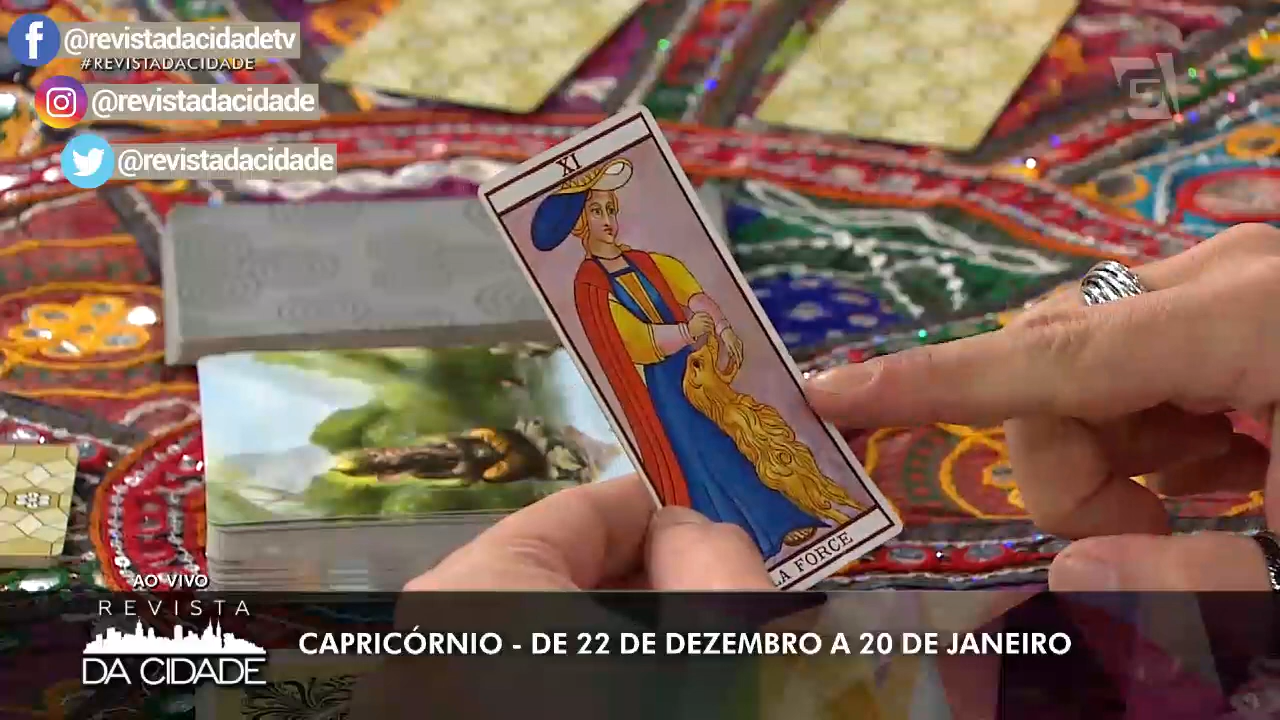 @revistadacidadetv
#REVISTADACIDADE
@revistadacidade
@revistadacidade
XI
LA FORCE
AO VIVO
REVISTA
DA CIDADE
CAPRICÓRNIO - DE 22 DE DEZEMBRO A 20 DE JANEIRO